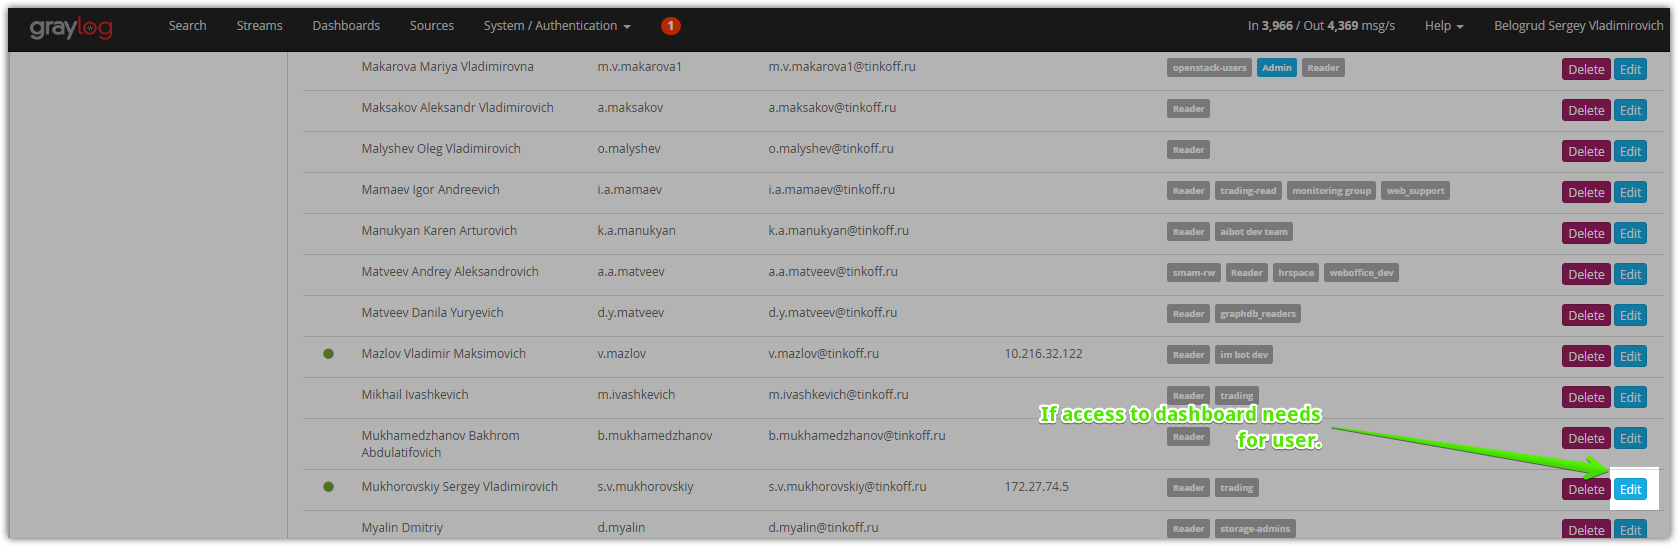 graylog Search Streams Dashboards Sources System / Authentication 1 In 3,966 / Out 4,369 msg/s Help Belogrud Sergey Vladimirovich
Makarova Mariya Vladimirovna m.v.makarova1 m.v.makarova1@tinkoff.ru openstack-users Admin Reader Delete Edit
Maksakov Aleksandr Vladimirovich a.maksakov a.maksakov@tinkoff.ru Reader Delete Edit
Malyshev Oleg Vladimirovich o.malyshev o.malyshev@tinkoff.ru Reader Delete Edit
Mamaev Igor Andreevich i.a.mamaev i.a.mamaev@tinkoff.ru Reader trading-read monitoring group web_support Delete Edit
Manukyan Karen Arturovich k.a.manukyan k.a.manukyan@tinkoff.ru Reader aibot dev team Delete Edit
Matveev Andrey Aleksandrovich a.a.matveev a.a.matveev@tinkoff.ru smam-rw Reader hrspace weboffice_dev Delete Edit
Matveev Danila Yuryevich d.y.matveev d.y.matveev@tinkoff.ru Reader graphdb_readers Delete Edit
Mazlov Vladimir Maksimovich v.mazlov v.mazlov@tinkoff.ru 10.216.32.122 Reader im bot dev Delete Edit
Mikhail Ivashkevich m.ivashkevich m.ivashkevich@tinkoff.ru Reader trading Delete Edit
If access to dashboard needs
for user.
Mukhamedzhanov Bakhrom b.mukhamedzhanov b.mukhamedzhanov@tinkoff.ru Reader Delete Edit
Abdulatifovich
Mukhorovskiy Sergey Vladimirovich s.v.mukhorovskiy s.v.mukhorovskiy@tinkoff.ru 172.27.74.5 Reader trading Delete Edit
Myalin Dmitriy d.myalin d.myalin@tinkoff.ru Reader storage-admins Delete Edit